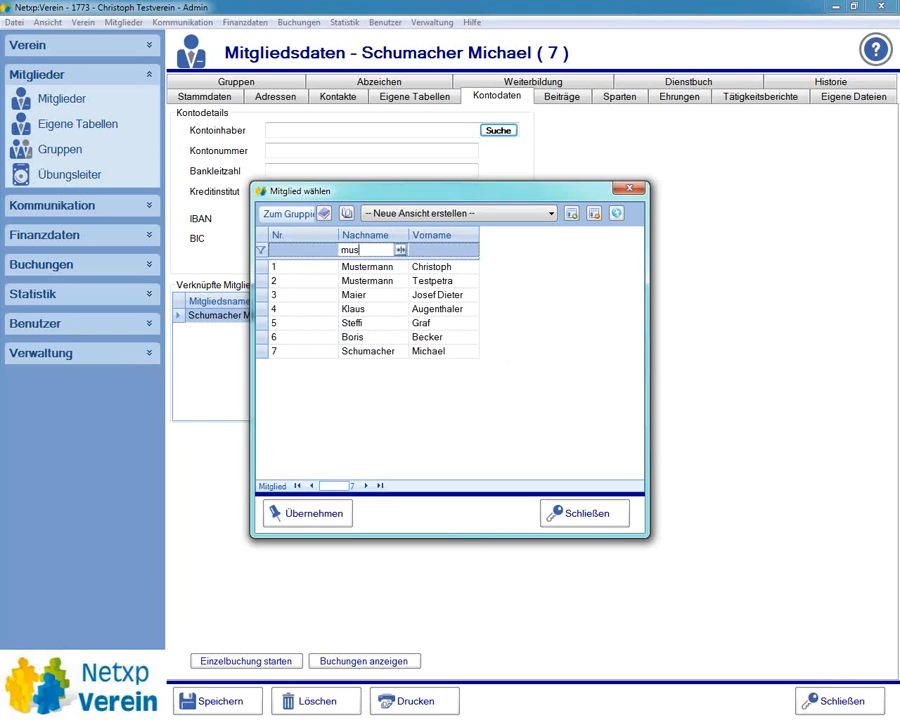 Netxp:Verein - 1773 - Christoph Testverein - Admin
Datei Ansicht Verein Mitglieder Kommunikation Finanzdaten Buchungen Statistik Benutzer Verwaltung Hilfe
Verein
Mitglieder
Mitglieder
Eigene Tabellen
Gruppen
Übungsleiter
Kommunikation
Finanzdaten
Buchungen
Statistik
Benutzer
Verwaltung
Netxp
Verein
Mitgliedsdaten - Schumacher Michael ( 7 )
?
Gruppen Abzeichen Weiterbildung Dienstbuch Historie
Stammdaten Adressen Kontakte Eigene Tabellen Kontodaten Beiträge Sparten Ehrungen Tätigkeitsberichte Eigene Dateien
Kontodetails
Kontoinhaber Suche
Kontonummer
Bankleitzahl
Kreditinstitut
IBAN
BIC
Verknüpfte Mitglie
Mitgliedsname
Schumacher M
Mitglied wählen
Zum Gruppie -- Neue Ansicht erstellen --
Nr. Nachname Vorname
mus
1 Mustermann Christoph
2 Mustermann Testpetra
3 Maier Josef Dieter
4 Klaus Augenthaler
5 Steffi Graf
6 Boris Becker
7 Schumacher Michael
Mitglied 7
Übernehmen Schließen
Einzelbuchung starten Buchungen anzeigen
Speichern Löschen Drucken Schließen